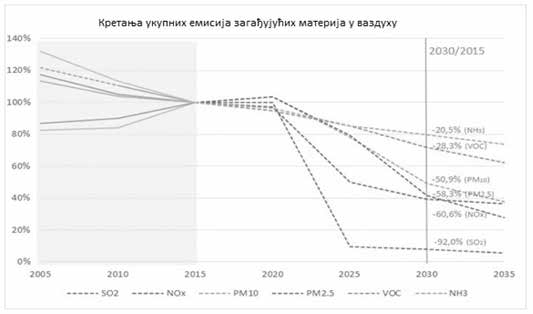 Кретања укупних емисија загађујућих материја у ваздуху
2030/2015
140%
120%
100%
80%
60%
40%
20%
0%
-20,5% (NH₃)
-28,3% (VOC)
-50,9% (PM₁₀)
-58,3% (PM2.5)
-60,6% (NOx)
-92,0% (SO₂)
2005 2010 2015 2020 2025 2030 2035
SO2 NOx PM10 PM2.5 VOC NH3